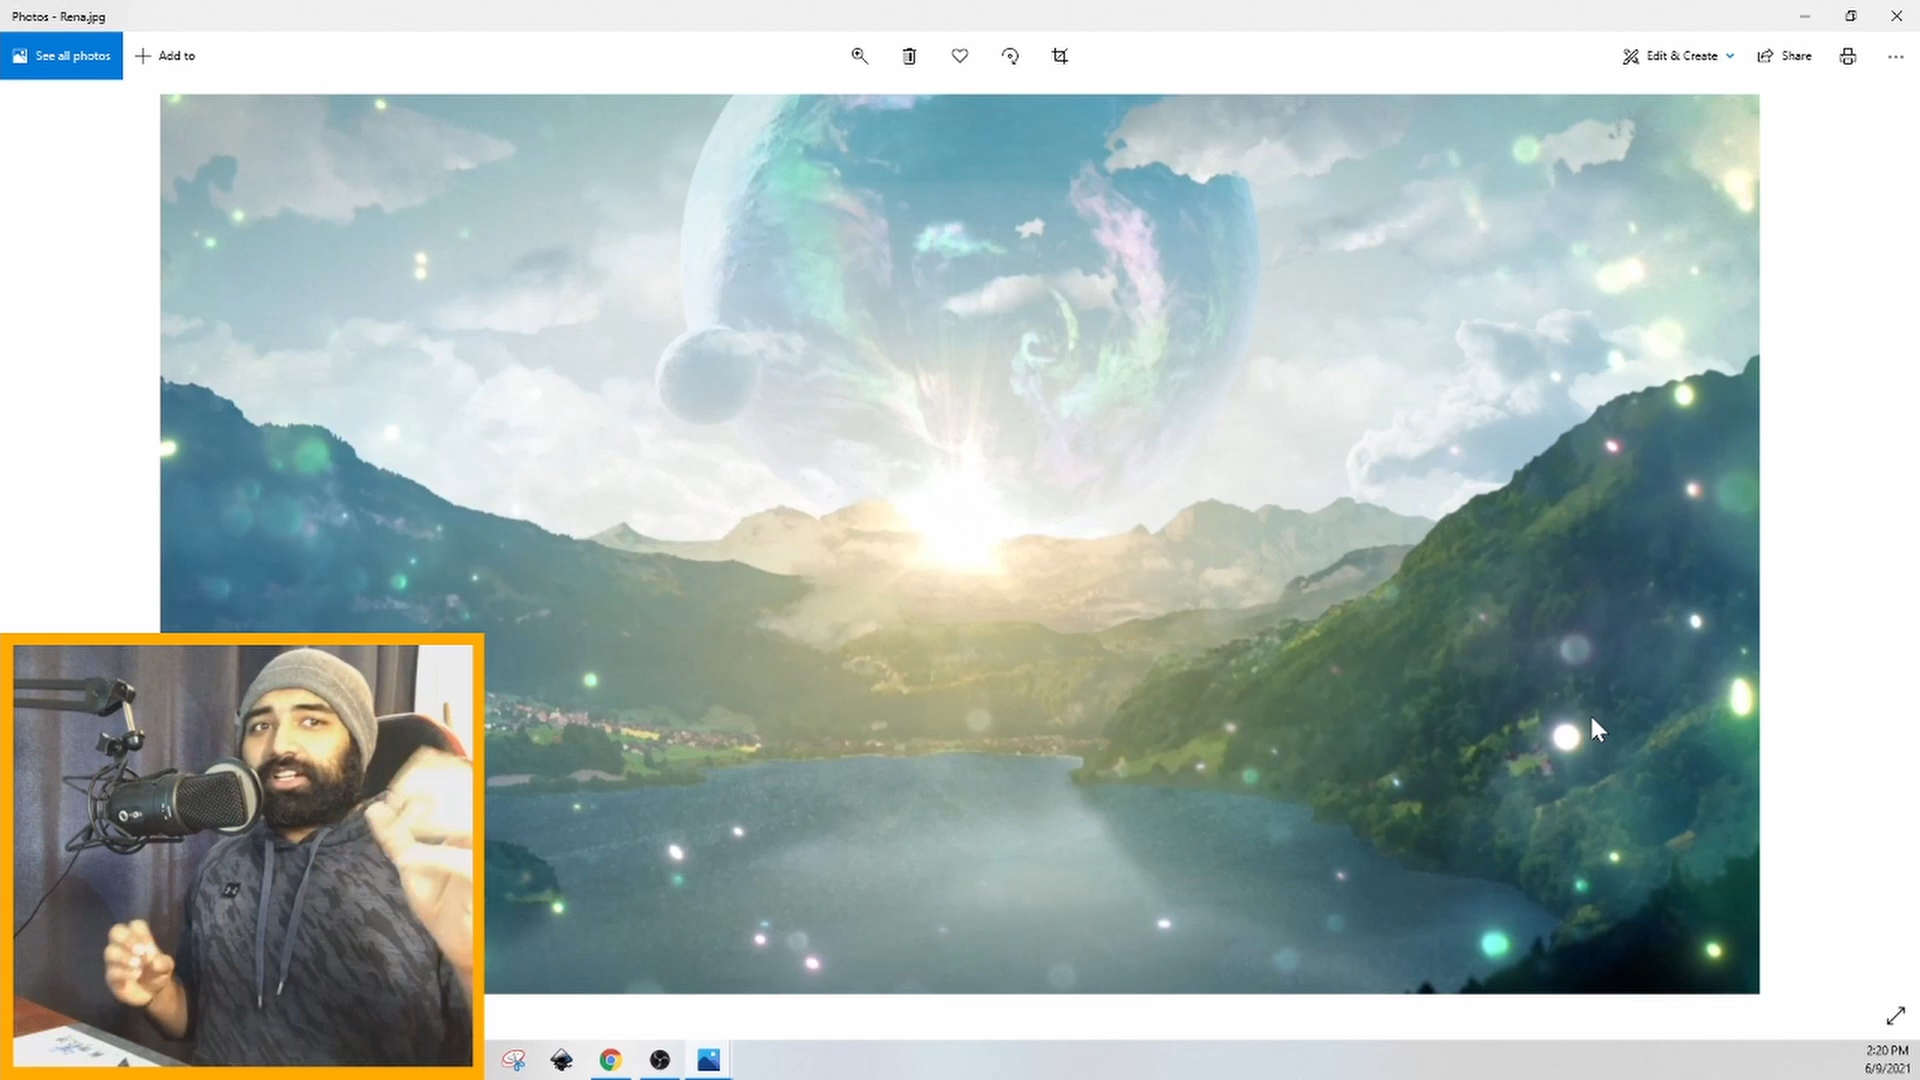 Photos - Rena.jpg
See all photos
Add to
Edit & Create
Share
2:20 PM
6/9/2021